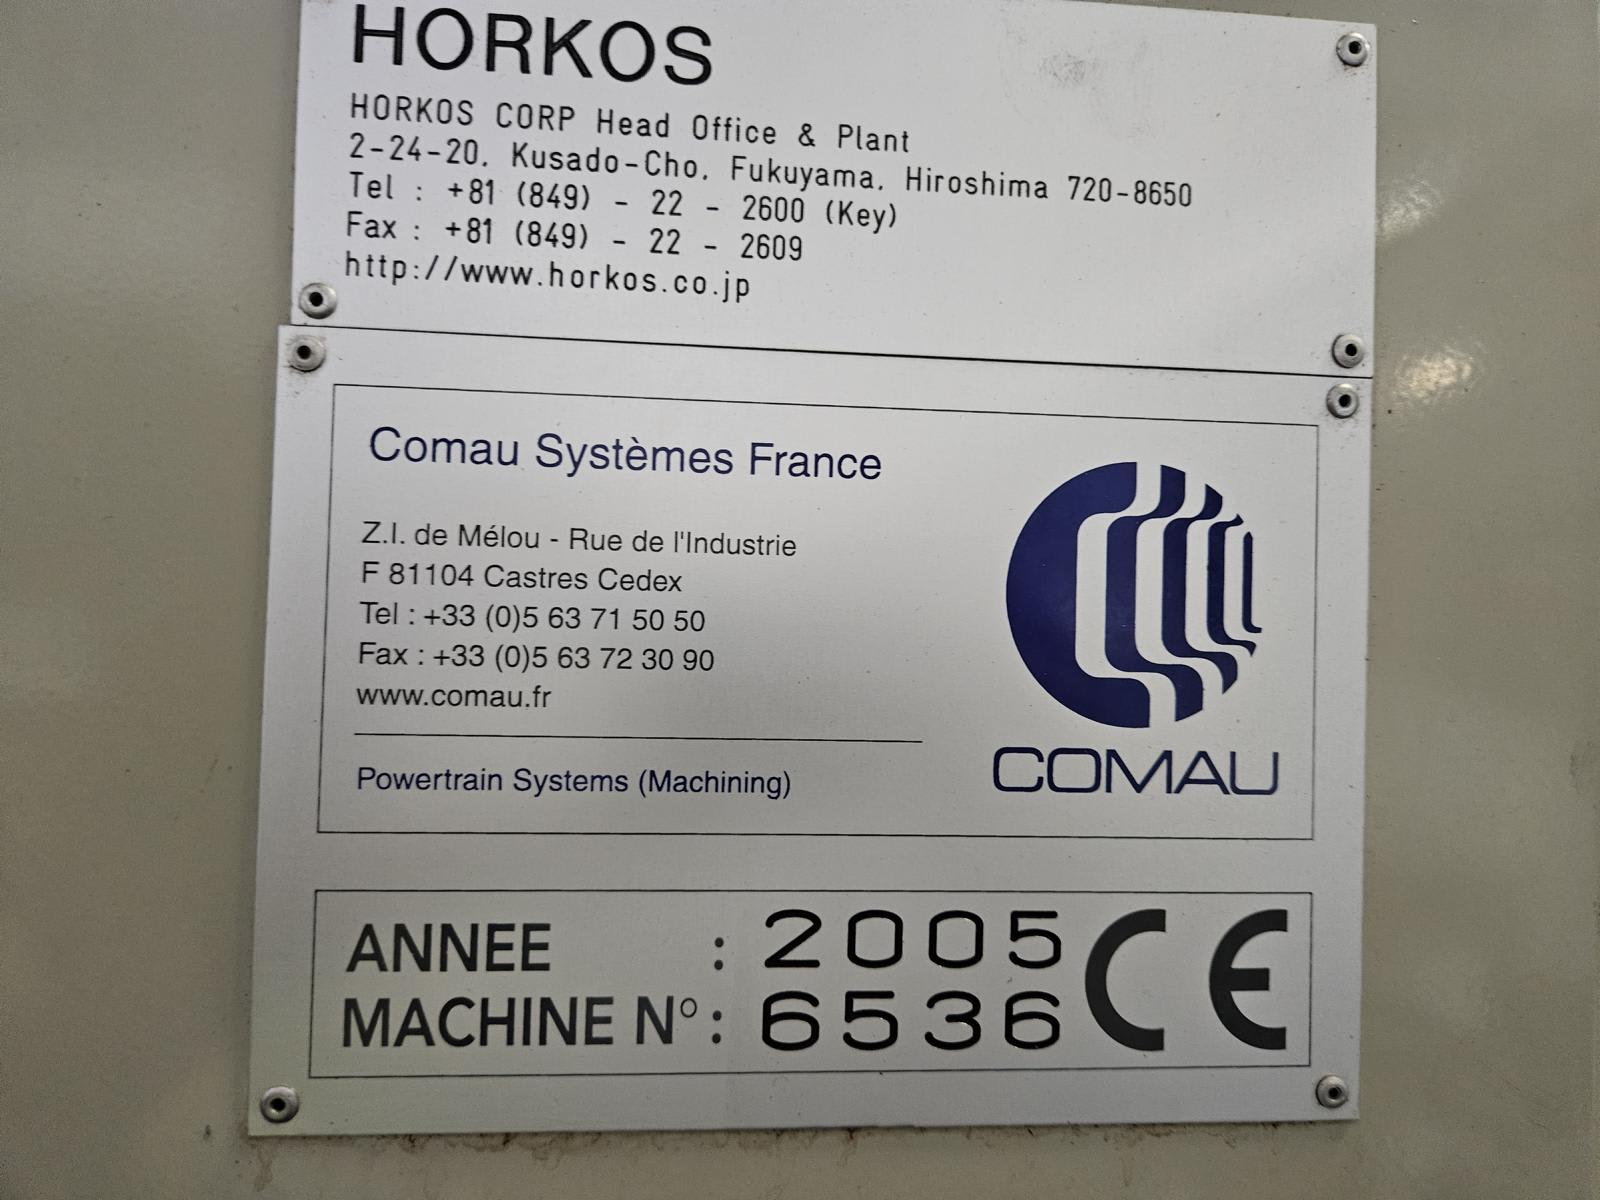 HORKOS
HORKOS CORP Head Office & Plant
2-24-20, Kusado-Cho, Fukuyama, Hiroshima 720-8650
Tel : +81 (849) - 22 - 2600 (Key)
Fax : +81 (849) - 22 - 2609
http://www.horkos.co.jp
Comau Systèmes France
Z.I. de Mélou - Rue de l'Industrie
F 81104 Castres Cedex
Tel : +33 (0)5 63 71 50 50
Fax : +33 (0)5 63 72 30 90
www.comau.fr
Powertrain Systems (Machining)
COMAU
ANNEE : 2005
MACHINE N° : 6536
CE